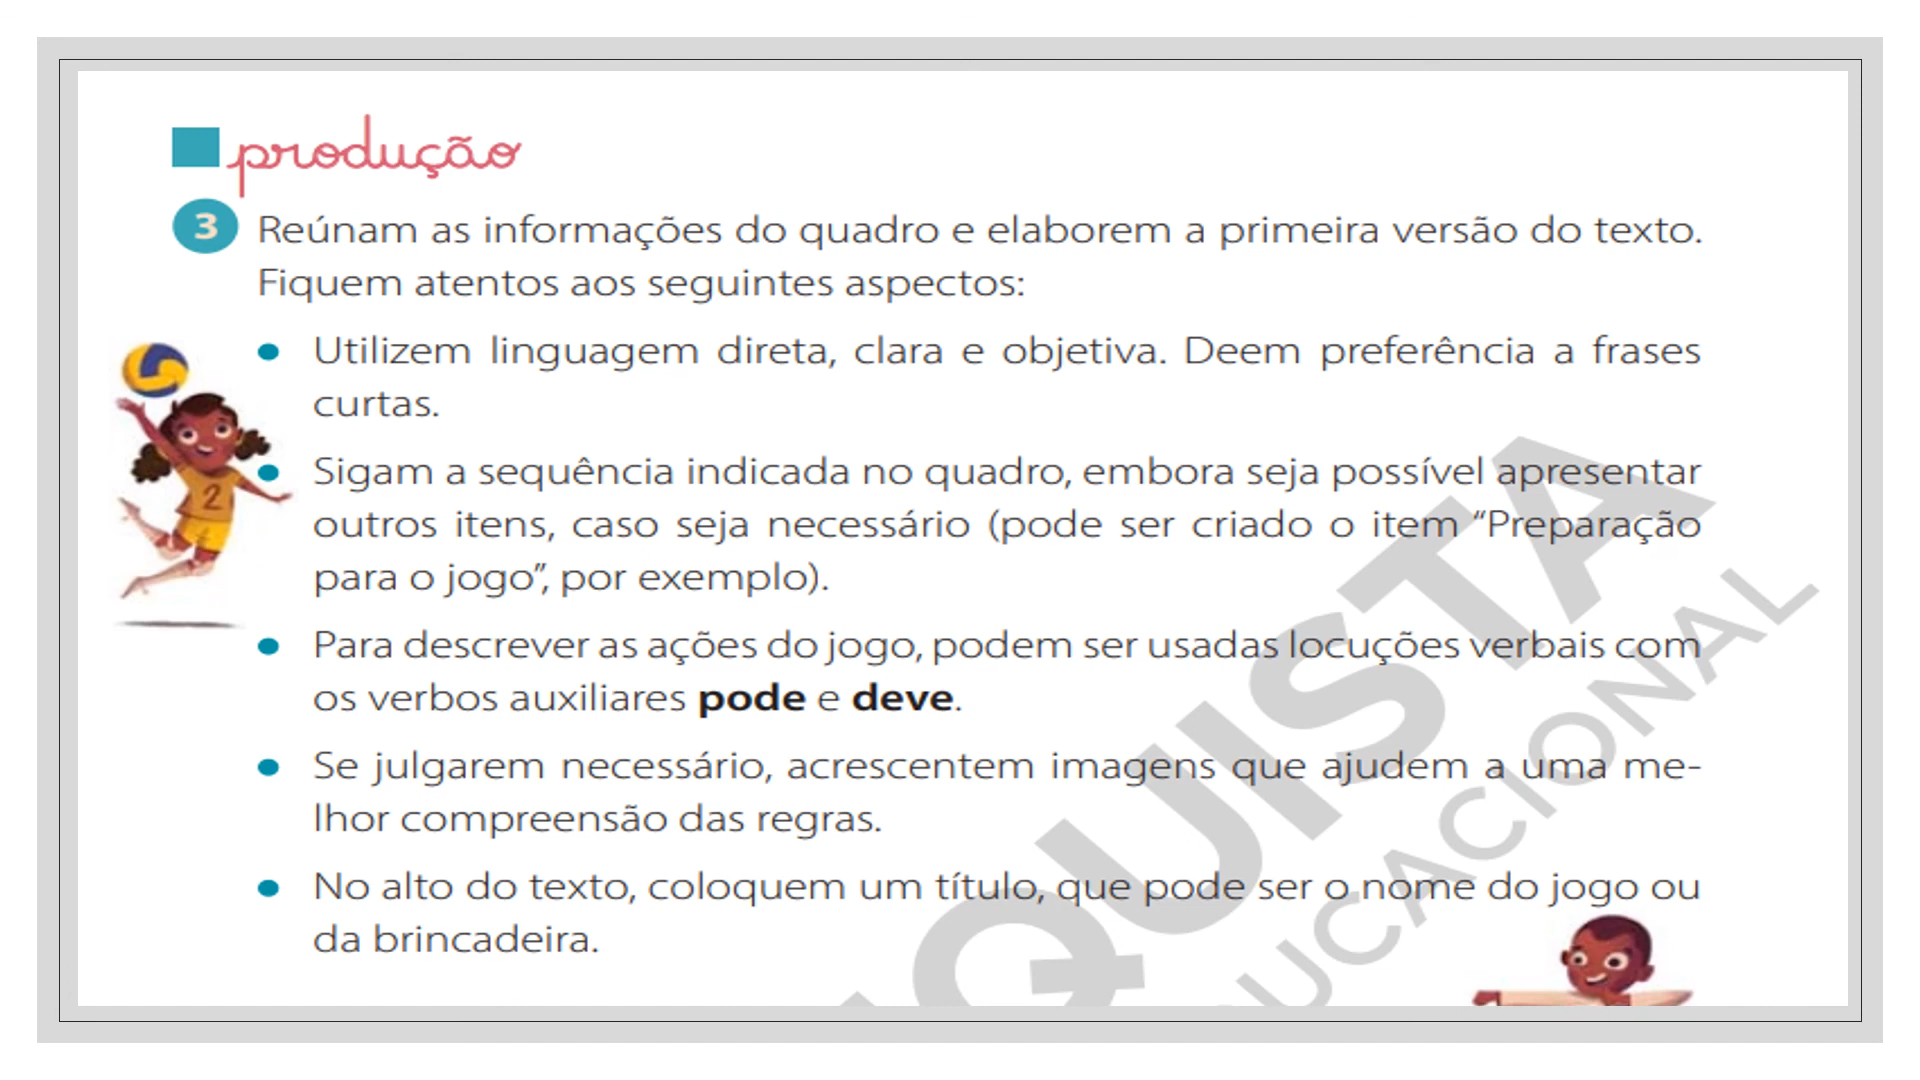 produção
3 Reúnam as informações do quadro e elaborem a primeira versão do texto.
Fiquem atentos aos seguintes aspectos:
• Utilizem linguagem direta, clara e objetiva. Deem preferência a frases
curtas.
2
• Sigam a sequência indicada no quadro, embora seja possível apresentar
outros itens, caso seja necessário (pode ser criado o item “Preparação
para o jogo”, por exemplo).
• Para descrever as ações do jogo, podem ser usadas locuções verbais com
os verbos auxiliares pode e deve.
• Se julgarem necessário, acrescentem imagens que ajudem a uma me-
lhor compreensão das regras.
• No alto do texto, coloquem um título, que pode ser o nome do jogo ou
da brincadeira.
QUISTA
UCACIONAL